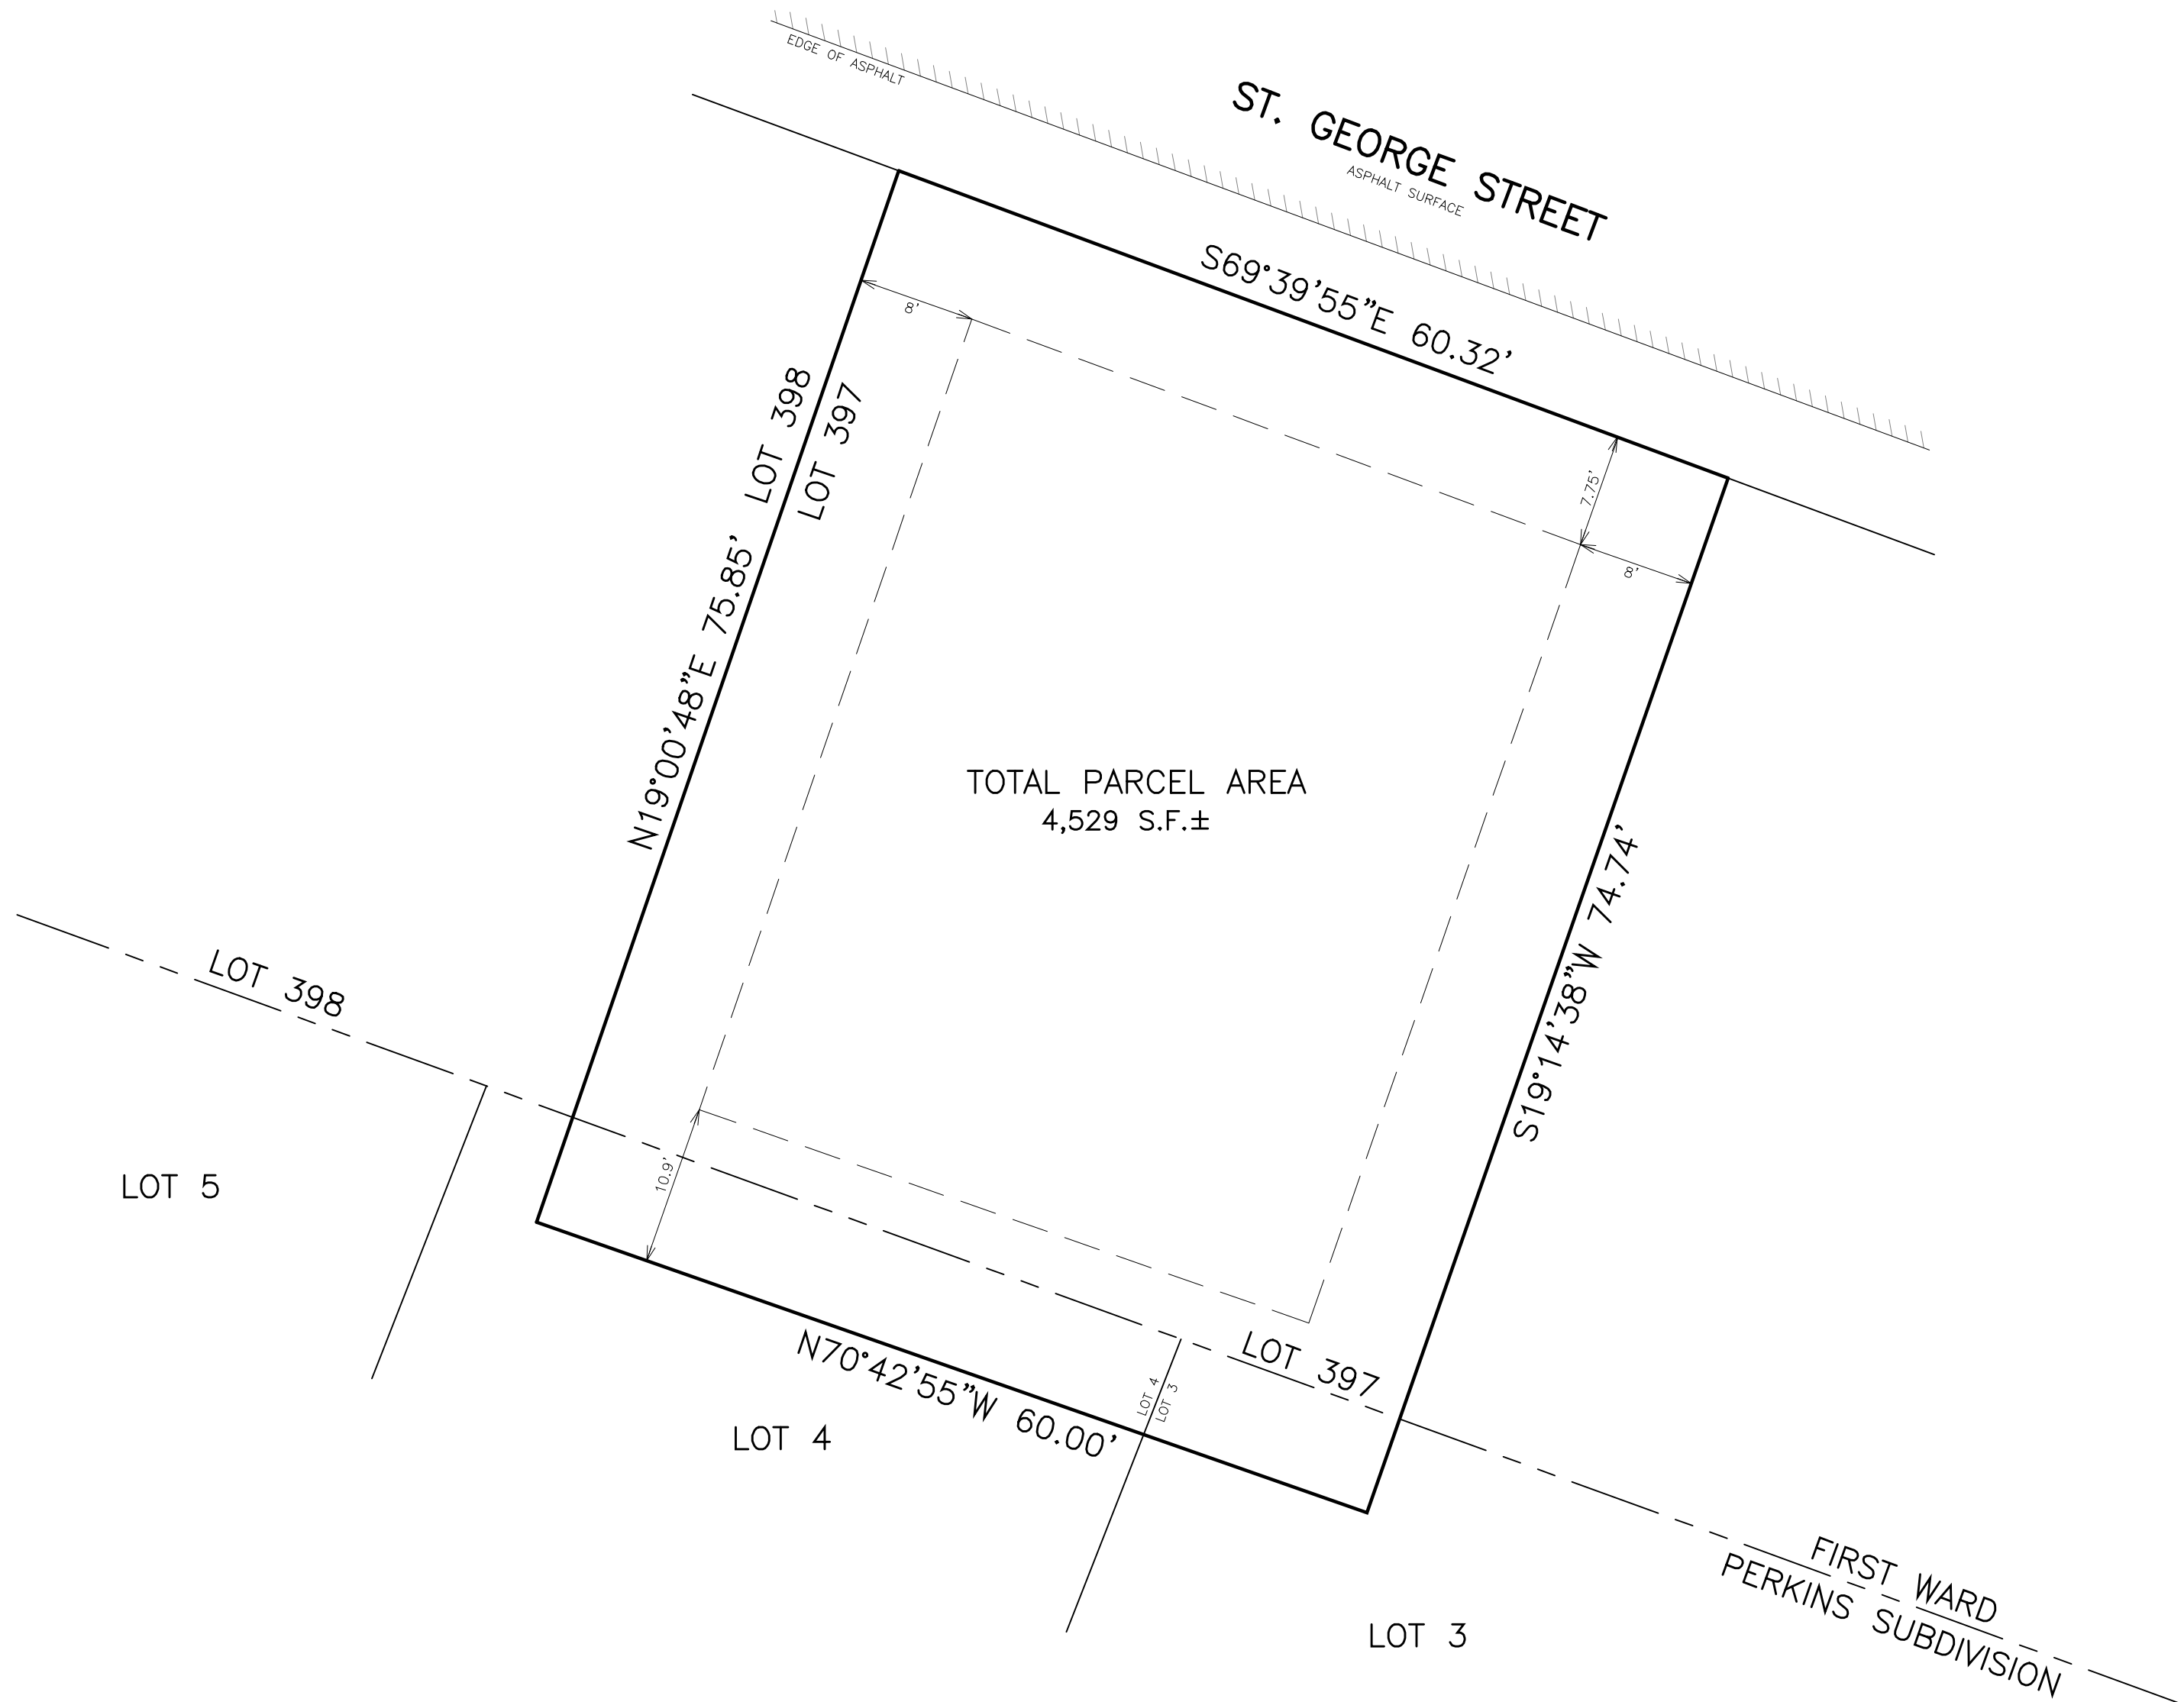 EDGE OF ASPHALT
ST. GEORGE STREET
ASPHALT SURFACE
S69°39'55"E 60.32'
8'
7.75'
8'
LOT 398
LOT 397
N19°00'48"E 75.85'
TOTAL PARCEL AREA
4,529 S.F.±
S19°14'38"W 74.74'
LOT 398
10.9'
LOT 5
LOT 397
N70°42'55"W 60.00'
LOT 4
LOT 3
LOT 4
LOT 3
FIRST WARD
PERKINS SUBDIVISION